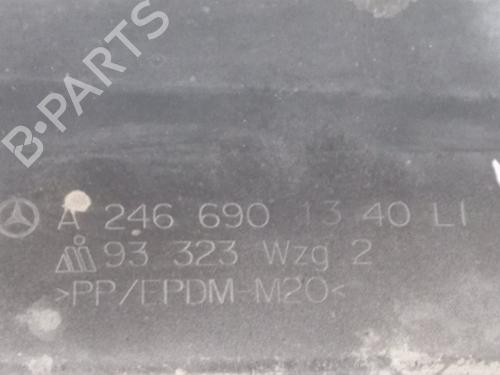 B-PARTS
A 246 690 13 40 LI
93 323 Wzg 2
>PP/EPDM-M20<